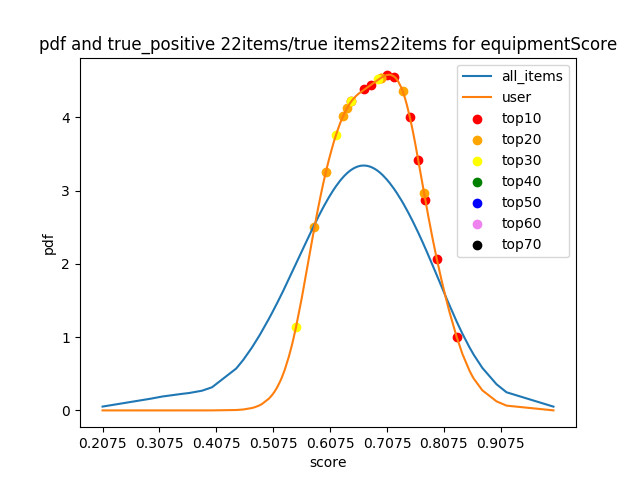 pdf and true_positive 22items/true items22items for equipmentScore
all_items
user
top10
top20
top30
top40
top50
top60
top70
pdf
4
3
2
1
0
0.2075 0.3075 0.4075 0.5075 0.6075 0.7075 0.8075 0.9075
score